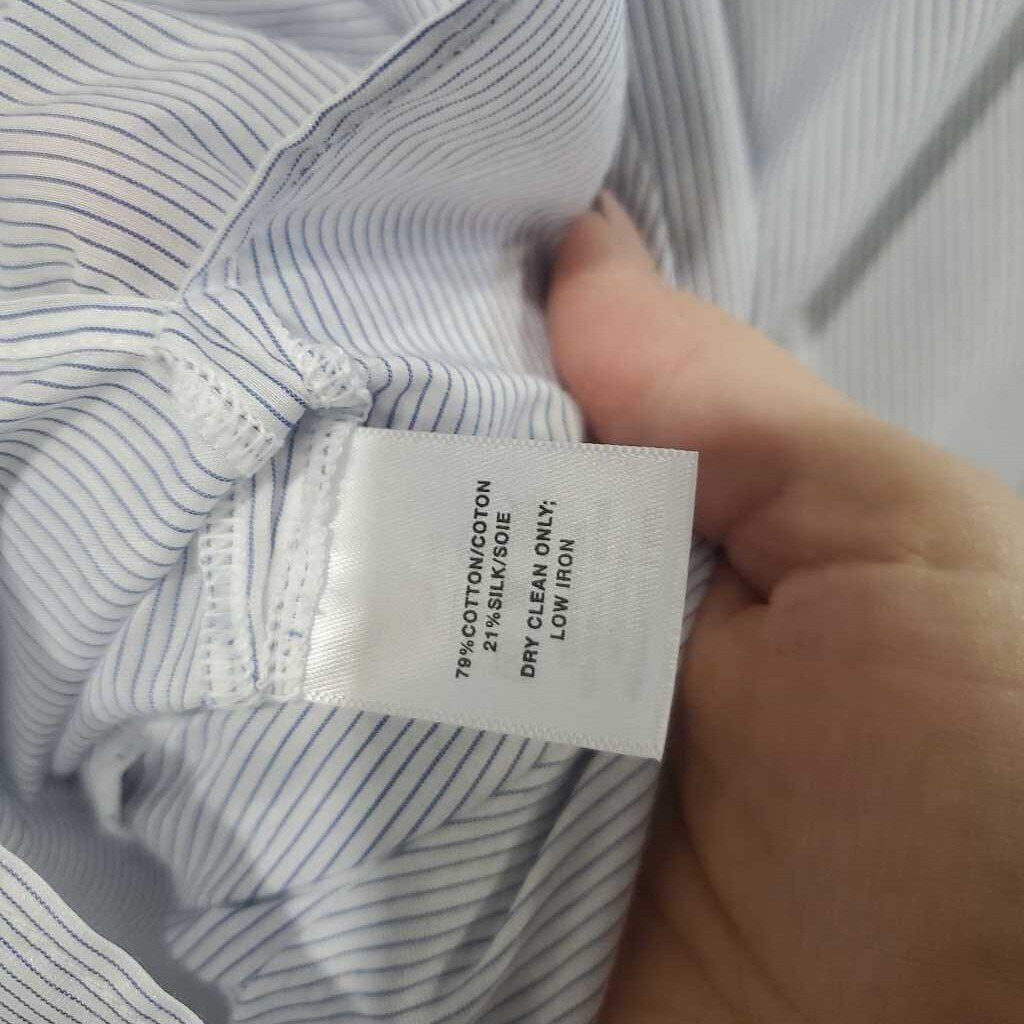 79%COTTON/COTON
21%SILK/SOIE
DRY CLEAN ONLY;
LOW IRON